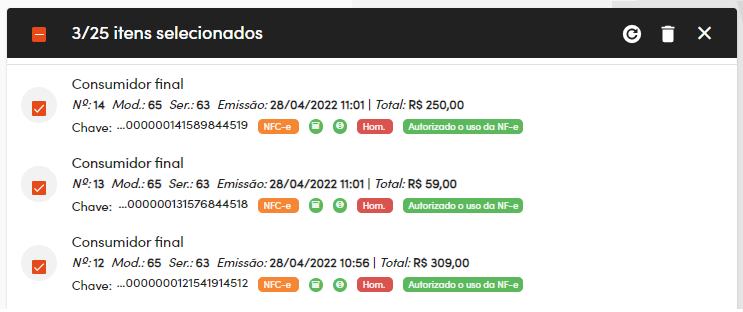 3/25 itens selecionados
Consumidor final
Nº: 14 Mod.: 65 Ser.: 63 Emissão: 28/04/2022 11:01 | Total: R$ 250,00
Chave: ...000000141589844519 NFC-e Hom. Autorizado o uso da NF-e
Consumidor final
Nº: 13 Mod.: 65 Ser.: 63 Emissão: 28/04/2022 11:01 | Total: R$ 59,00
Chave: ...000000131576844518 NFC-e Hom. Autorizado o uso da NF-e
Consumidor final
Nº: 12 Mod.: 65 Ser.: 63 Emissão: 28/04/2022 10:56 | Total: R$ 309,00
Chave: ...0000000121541914512 NFC-e Hom. Autorizado o uso da NF-e